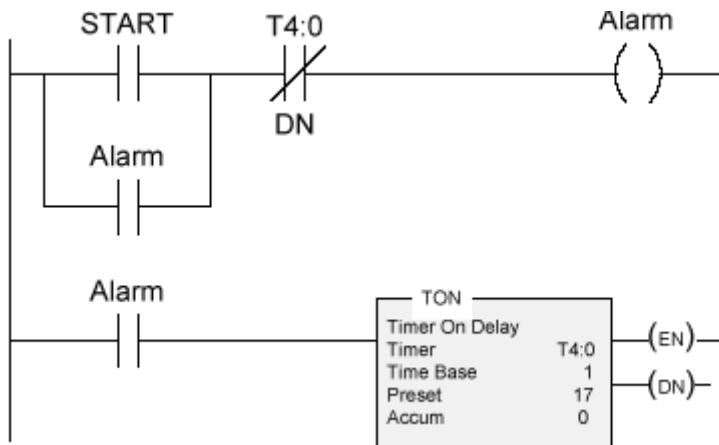 START
T4:0
Alarm
DN
Alarm
Alarm
TON
Timer On Delay
Timer T4:0
Time Base 1
Preset 17
Accum 0
(EN)
(DN)